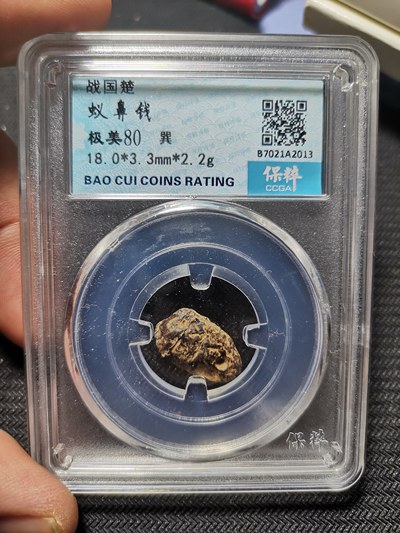 战国楚
蚁鼻钱
极美80 巽
18.0*3.3mm*2.2g
B7021A2013
BAO CUI COINS RATING
保粹
CCGA
保粹